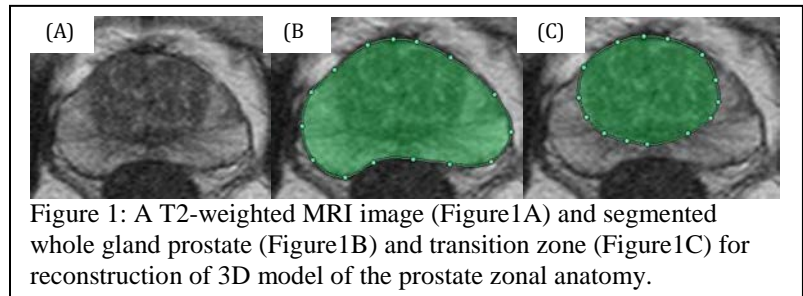 (A)
(B
(C)
Figure 1: A T2-weighted MRI image (Figure1A) and segmented
whole gland prostate (Figure1B) and transition zone (Figure1C) for
reconstruction of 3D model of the prostate zonal anatomy.